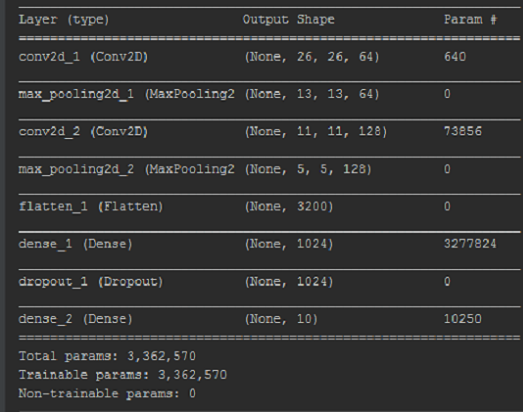 Layer (type) Output Shape Param #
=================================================================
conv2d_1 (Conv2D) (None, 26, 26, 64) 640
max_pooling2d_1 (MaxPooling2 (None, 13, 13, 64) 0
conv2d_2 (Conv2D) (None, 11, 11, 128) 73856
max_pooling2d_2 (MaxPooling2 (None, 5, 5, 128) 0
flatten_1 (Flatten) (None, 3200) 0
dense_1 (Dense) (None, 1024) 3277824
dropout_1 (Dropout) (None, 1024) 0
dense_2 (Dense) (None, 10) 10250
=================================================================
Total params: 3,362,570
Trainable params: 3,362,570
Non-trainable params: 0